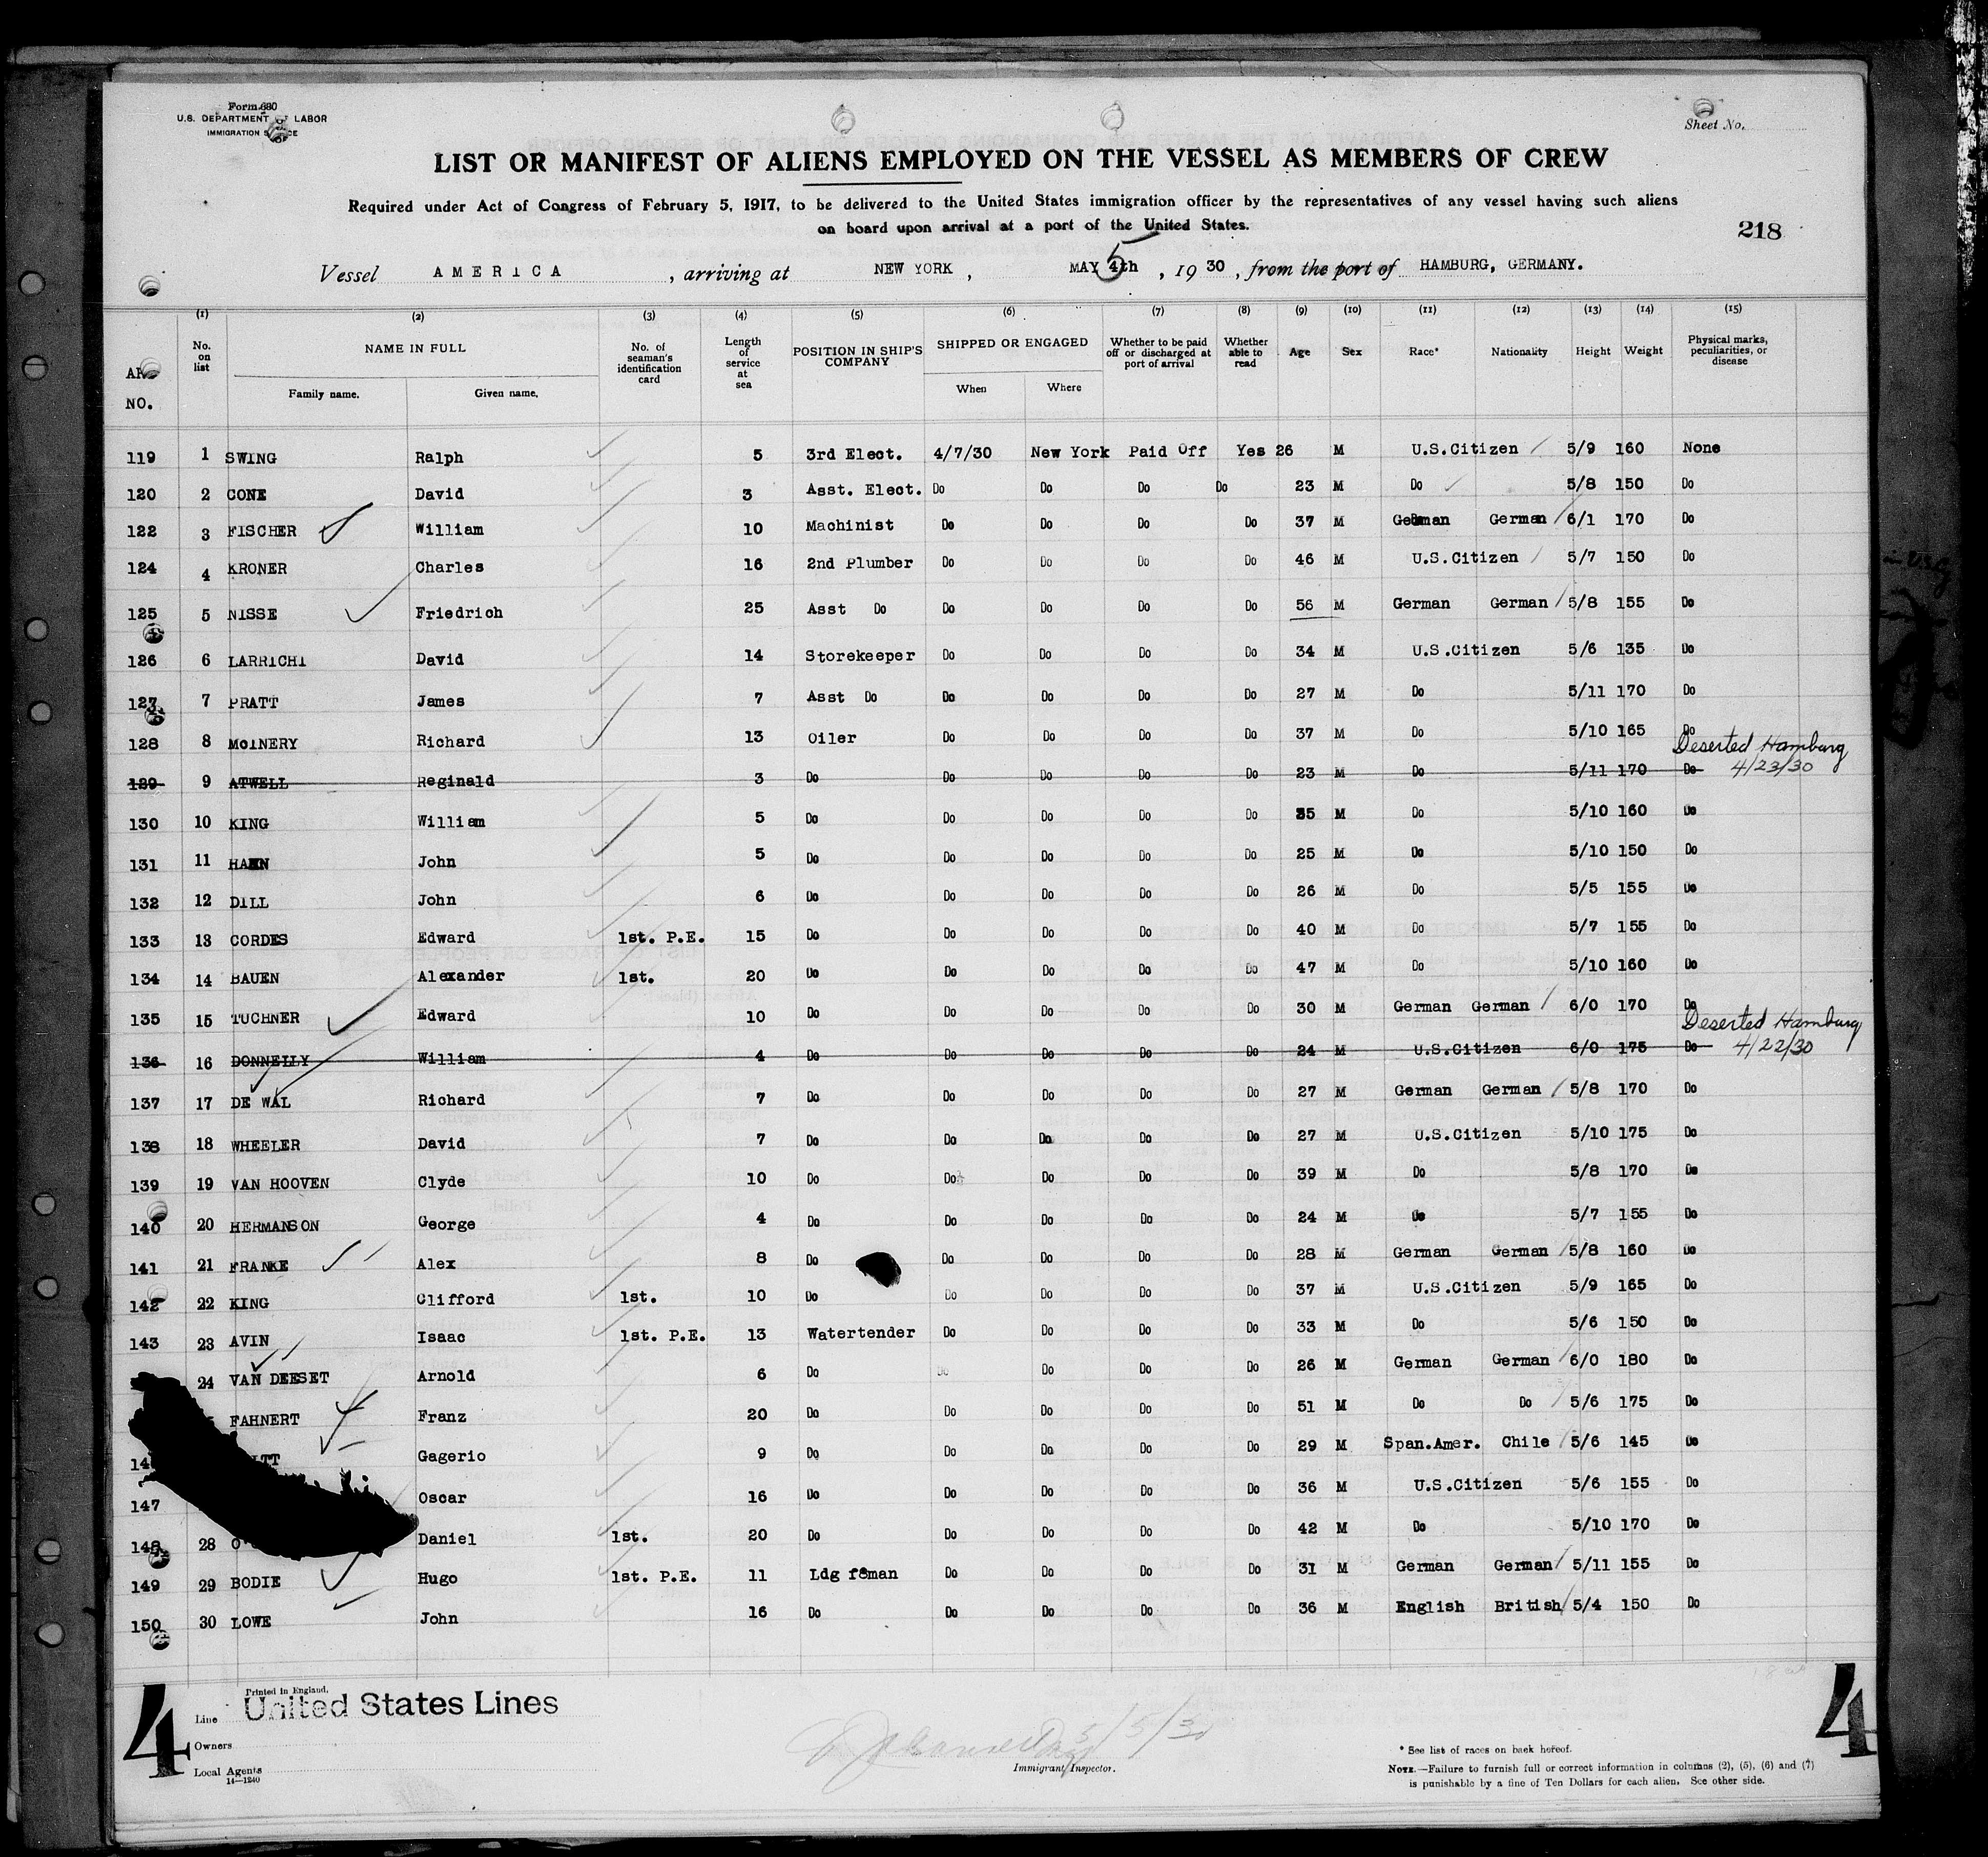 Form 680
U.S. DEPARTMENT OF LABOR
IMMIGRATION
Sheet No.
LIST OR MANIFEST OF ALIENS EMPLOYED ON THE VESSEL AS MEMBERS OF CREW
Required under Act of Congress of February 5, 1917, to be delivered to the United States immigration officer by the representatives of any vessel having such aliens
on board upon arrival at a port of the United States.
218
Vessel AMERICA, arriving at NEW YORK, MAY 4th 5, 1930, from the port of HAMBURG, GERMANY.
(1) (2) (3) (4) (5) (6) (7) (8) (9) (10) (11) (12) (13) (14) (15)
NO. No. on list NAME IN FULL Family name. Given name. No. of seaman's identification card Length of service at sea POSITION IN SHIP'S COMPANY SHIPPED OR ENGAGED When Where Whether to be paid off or discharged at port of arrival Whether able to read Age Sex Race* Nationality Height Weight Physical marks, peculiarities, or disease
119 1 SWING Ralph 5 3rd Elect. 4/7/30 New York Paid Off Yes 26 M U.S.Citizen 5/9 160 None
120 2 CONE David 3 Asst. Elect. Do Do Do Do 23 M Do 5/8 150 Do
122 3 FISCHER William 10 Machinist Do Do Do Do 37 M German German 6/1 170 Do
124 4 KRONER Charles 16 2nd Plumber Do Do Do Do 46 M U.S.Citizen 5/7 150 Do
125 5 NISSE Friedrich 25 Asst Do Do Do Do Do 56 M German German 5/8 155 Do
126 6 LARRICHI David 14 Storekeeper Do Do Do Do 34 M U.S.Citizen 5/6 135 Do
127 7 PRATT James 7 Asst Do Do Do Do Do 27 M Do 5/11 170 Do
128 8 McINERY Richard 13 Oiler Do Do Do Do 37 M Do 5/10 165 Do
129 9 ATWELL Reginald 3 Do Do Do Do Do 23 M Do 5/11 170 Do Deserted Hamburg 4/23/30
130 10 KING William 5 Do Do Do Do Do 35 M Do 5/10 160 Do
131 11 HAHN John 5 Do Do Do Do Do 25 M Do 5/10 150 Do
132 12 DILL John 6 Do Do Do Do Do 26 M Do 5/5 155 Do
133 13 CORDES Edward 1st. P.E. 15 Do Do Do Do Do 40 M Do 5/7 155 Do
134 14 BAUEN Alexander 1st. 20 Do Do Do Do Do 47 M Do 5/10 160 Do
135 15 TUCHNER Edward 10 Do Do Do Do Do 30 M German German 6/0 170 Do
136 16 DONNELLY William 4 Do Do Do Do Do 24 M U.S.Citizen 6/0 175 Do Deserted Hamburg 4/22/30
137 17 DE WAL Richard 7 Do Do Do Do Do 27 M German German 5/8 170 Do
138 18 WHEELER David 7 Do Do Do Do Do 27 M U.S.Citizen 5/10 175 Do
139 19 VAN HOOVEN Clyde 10 Do Do Do Do Do 39 M Do 5/8 170 Do
140 20 HERMANSON George 4 Do Do Do Do Do 24 M Do 5/7 155 Do
141 21 FRANKE Alex 8 Do Do Do Do Do 28 M German German 5/8 160 Do
142 22 KING Clifford 1st. 10 Do Do Do Do Do 37 M U.S.Citizen 5/9 165 Do
143 23 AVIN Isaac 1st. P.E. 13 Watertender Do Do Do Do 33 M Do 5/6 150 Do
24 VAN DEESET Arnold 6 Do Do Do Do Do 26 M German German 6/0 180 Do
FAHNERT Franz 20 Do Do Do Do Do 51 M Do Do 5/6 175 Do
Gagerio 9 Do Do Do Do Do 29 M Span.Amer. Chile 5/6 145 Do
147 Oscar 16 Do Do Do Do Do 36 M U.S.Citizen 5/6 155 Do
148 28 Daniel 1st. 20 Do Do Do Do Do 42 M Do 5/10 170 Do
149 29 BODIE Hugo 1st. P.E. 11 Ldg fman Do Do Do Do 31 M German German 5/11 155 Do
150 30 LOWE John 16 Do Do Do Do Do 36 M English British 5/4 150 Do
4
Printed in England.
Line United States Lines
Owners
Local Agents
14—1240
5/5/30
Immigrant Inspector.
* See list of races on back hereof.
NOTE.—Failure to furnish full or correct information in columns (2), (5), (6) and (7)
is punishable by a fine of Ten Dollars for each alien. See other side.
4